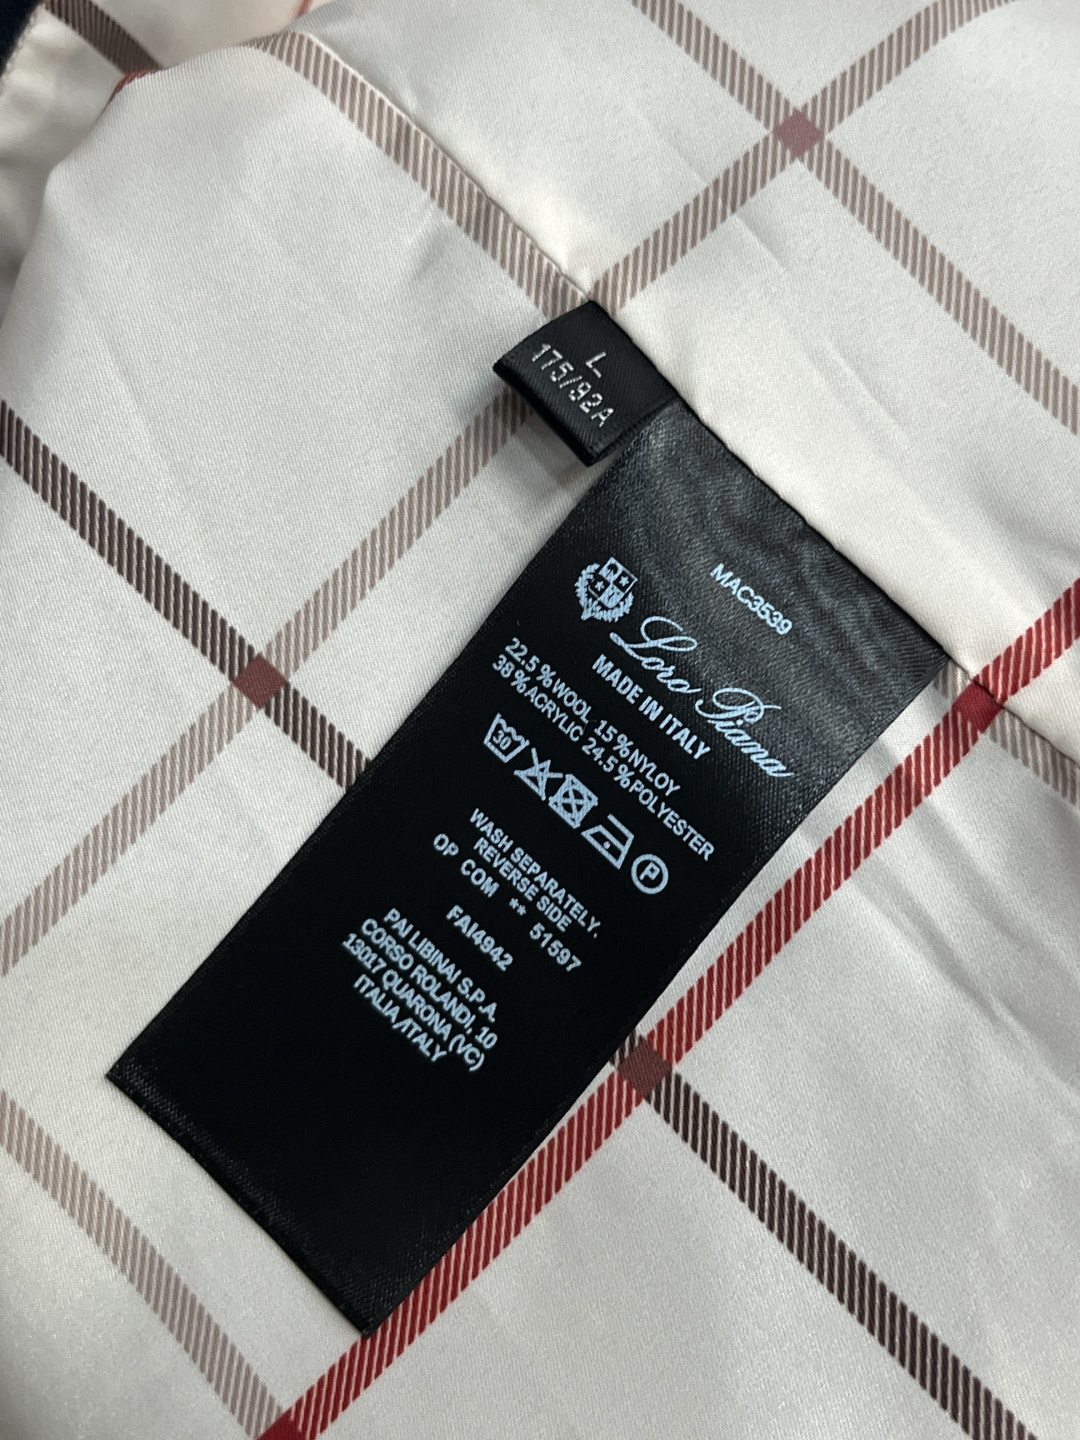 L
175/92A
MAC3539
Loro Piana
MADE IN ITALY
22.5%WOOL 15%NYLOY
38%ACRYLIC 24.5%POLYESTER
30
P
WASH SEPARATELY.
REVERSE SIDE
OP COM ** 51597
FAI4942
PAI LIBINAI S.P.A.
CORSO ROLANDI, 10
13017 QUARONA (VC)
ITALIA /ITALY